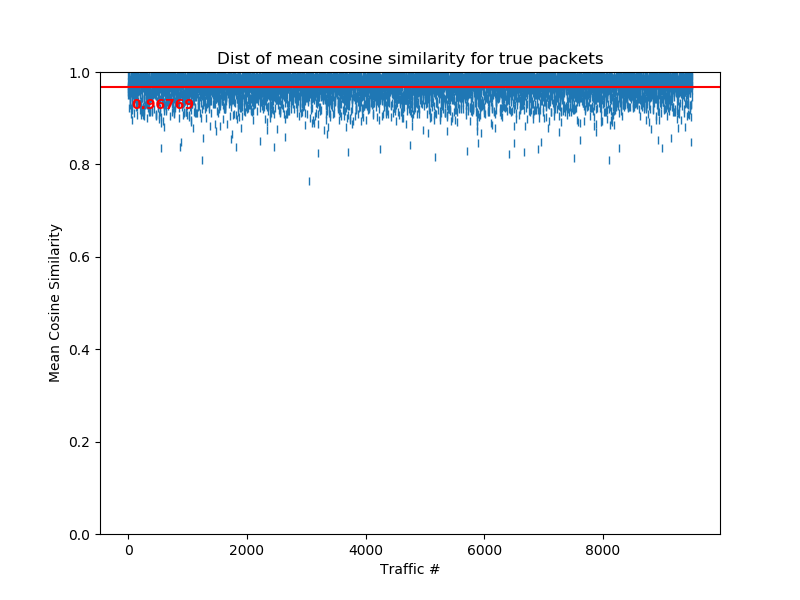 Dist of mean cosine similarity for true packets
1.0
0.96769
0.8
0.6
0.4
0.2
0.0
Mean Cosine Similarity
0 2000 4000 6000 8000
Traffic #